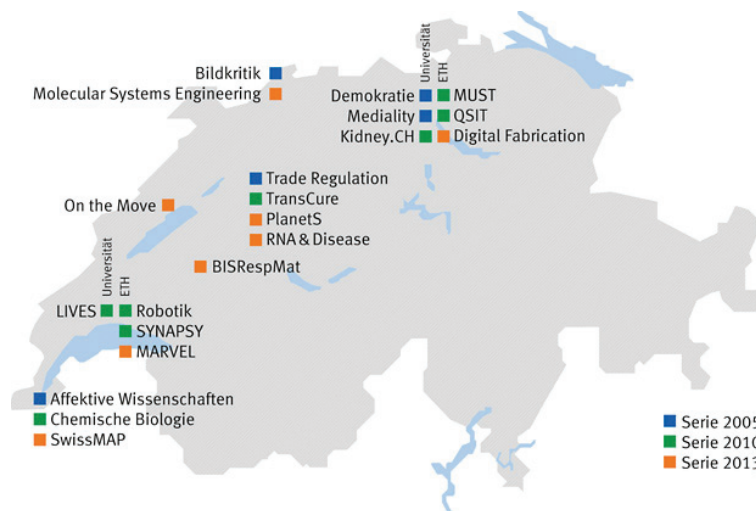 Bildkritik
Molecular Systems Engineering
Universität
ETH
Demokratie MUST
Mediality QSIT
Kidney.CH Digital Fabrication
Trade Regulation
TransCure
PlanetS
RNA & Disease
On the Move
BISRespMat
Universität
ETH
LIVES Robotik
SYNAPSY
MARVEL
Affektive Wissenschaften
Chemische Biologie
SwissMAP
Serie 2005
Serie 2010
Serie 2013